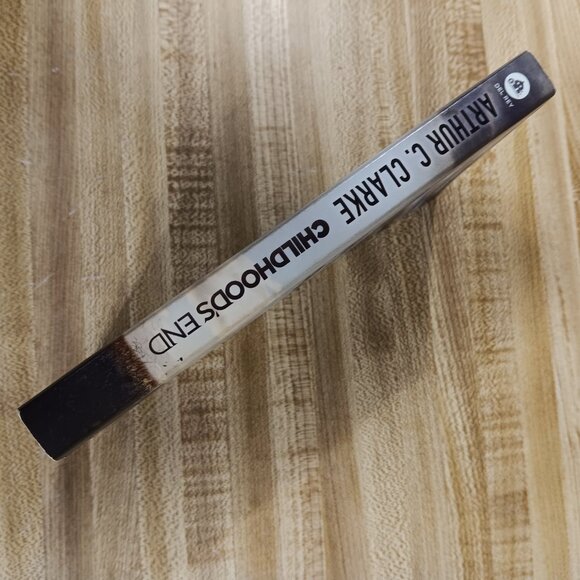 DEL REY
ARTHUR C. CLARKE CHILDHOOD'S END